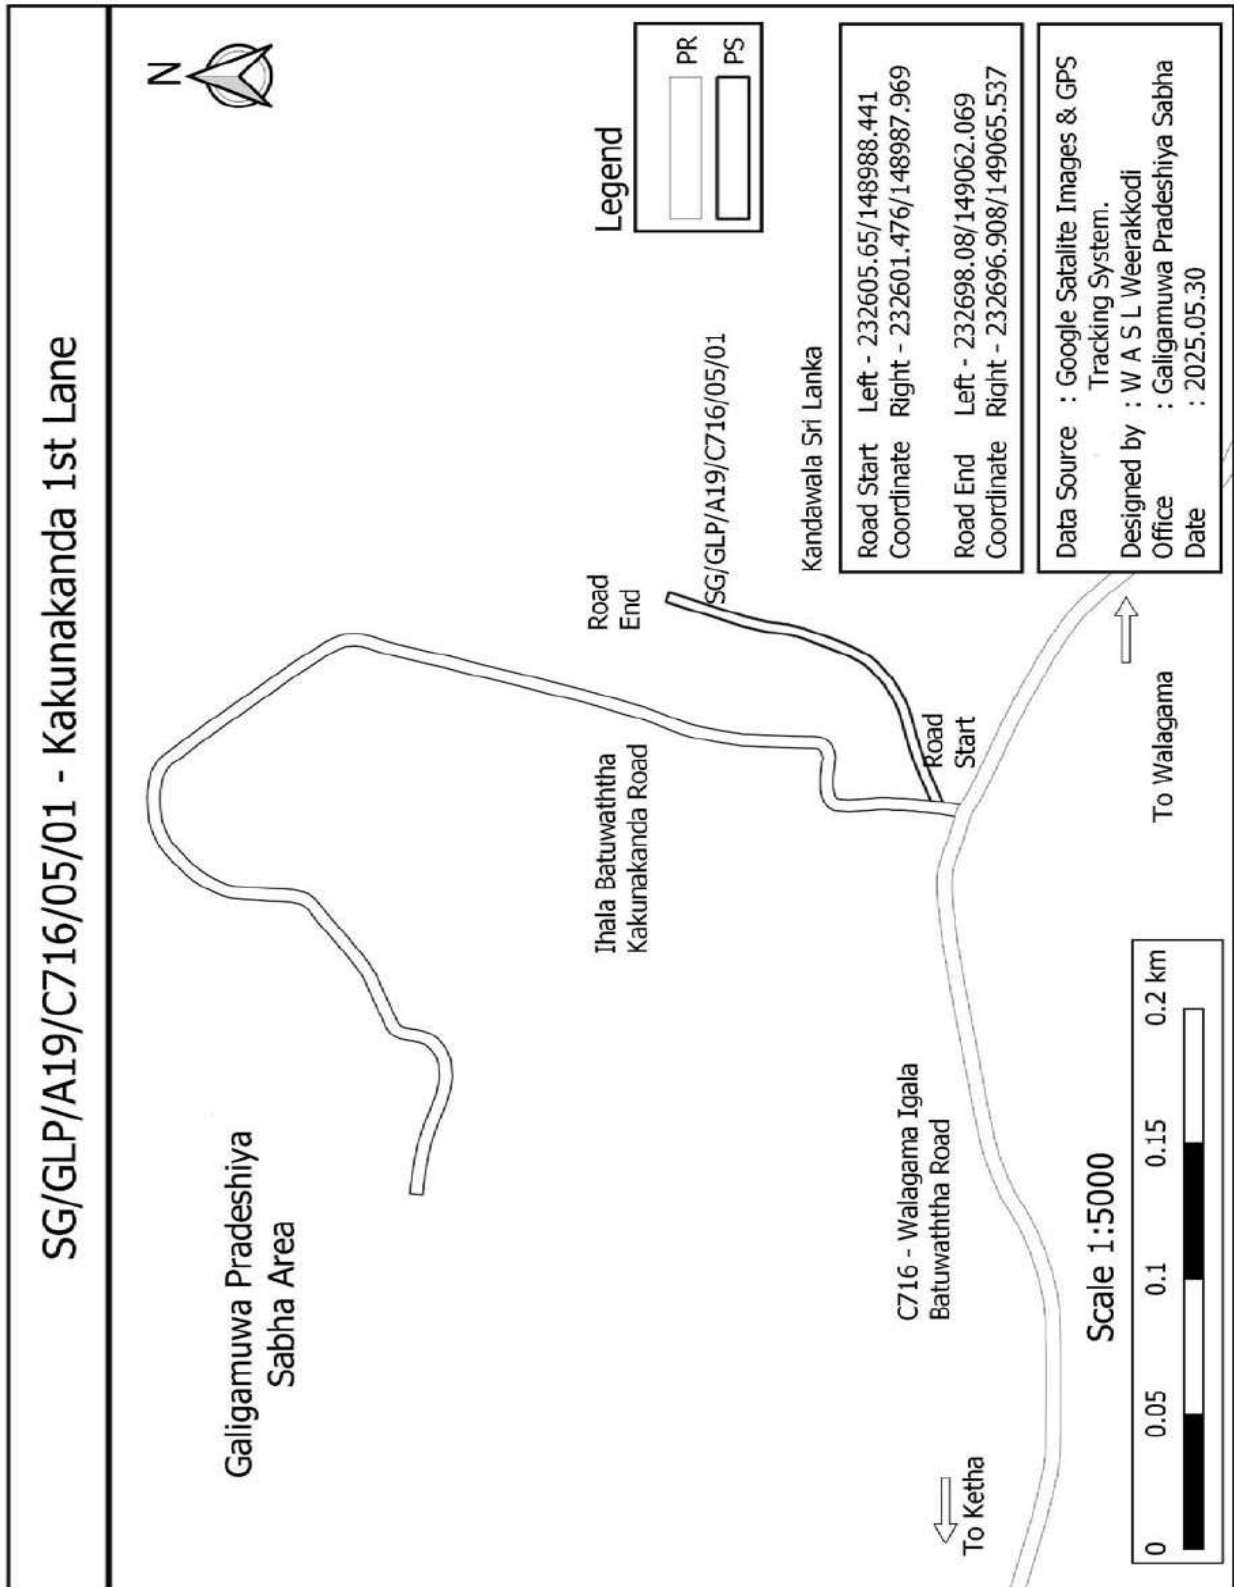 SG/GLP/A19/C716/05/01 - Kakunakanda 1st Lane
N
Galigamuwa Pradeshiya
Sabha Area
Legend
PR
PS
Ihala Batuwaththa
Kakunakanda Road
Road
End
SG/GLP/A19/C716/05/01
Kandawala Sri Lanka
Road
Start
C716 - Walagama Igala
Batuwaththa Road
To Ketha
To Walagama
Road Start Left - 232605.65/148988.441
Coordinate Right - 232601.476/148987.969
Road End Left - 232698.08/149062.069
Coordinate Right - 232696.908/149065.537
Data Source : Google Satalite Images & GPS
Tracking System.
Designed by : W A S L Weerakkodi
Office : Galigamuwa Pradeshiya Sabha
Date : 2025.05.30
Scale 1:5000
0 0.05 0.1 0.15 0.2 km